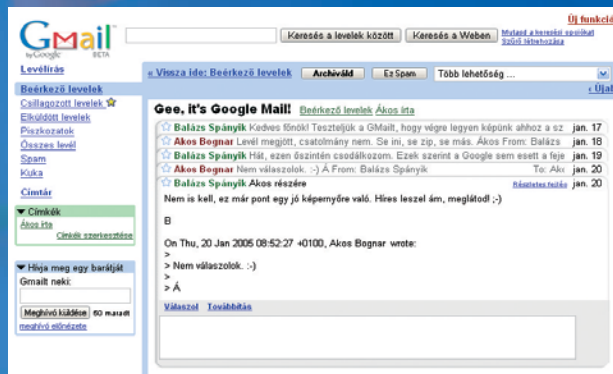 Új funkció
Gmail
by Google BETA
Keresés a levelek között
Keresés a Weben
Mutasd a keresési opciókat
Szűrő létrehozása
Levélírás
Beérkező levelek
Csillagozott levelek
Elküldött levelek
Piszkozatok
Összes levél
Spam
Kuka
Címtár
▼ Címkék
Ákos írta
Címkék szerkesztése
▼ Hívja meg egy barátját
Gmailt neki:
Meghívó küldése 50 maradt
meghívó előnézete
« Vissza ide: Beérkező levelek
Archiváld
Ez Spam
Több lehetőség ...
‹ Újal
Gee, it's Google Mail! Beérkező levelek Ákos írta
Balázs Spányik Kedves főnök! Teszteljük a GMailt, hogy végre legyen képünk ahhoz a sz jan. 17
Akos Bognar Levél megjött, csatolmány nem. Se ini, se zip, se más. Ákos From: Balázs jan. 18
Balázs Spányik Hát, ezen őszintén csodálkozom. Ezek szerint a Google sem esett a feje jan. 19
Akos Bognar Nem válaszolok. :-) Á From: Balázs Spányik To: Ak jan. 20
Balázs Spányik Ákos részére Részletes fejléc jan. 20
Nem is kell, ez már pont egy jó képernyőre való. Híres leszel ám, meglátod! ;-)
B
On Thu, 20 Jan 2005 08:52:27 +0100, Akos Bognar wrote:
>
> Nem válaszolok. :-)
>
> Á
Válaszol Továbbítás